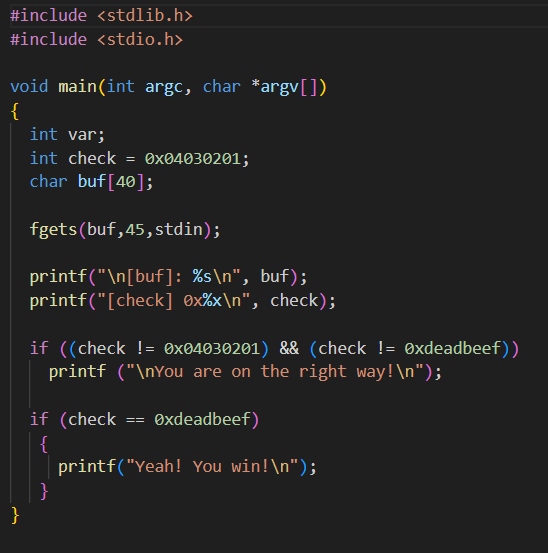 #include <stdlib.h>
#include <stdio.h>

void main(int argc, char *argv[])
{
  int var;
  int check = 0x04030201;
  char buf[40];

  fgets(buf,45,stdin);

  printf("\n[buf]: %s\n", buf);
  printf("[check] 0x%x\n", check);

  if ((check != 0x04030201) && (check != 0xdeadbeef))
    printf ("\nYou are on the right way!\n");

  if (check == 0xdeadbeef)
   {
     printf("Yeah! You win!\n");
   }
}